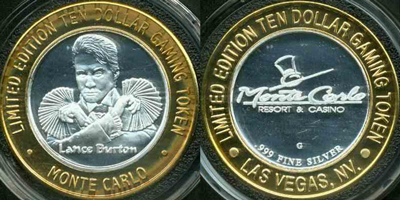 LIMITED EDITION TEN DOLLAR GAMING TOKEN
Lance Burton
MONTE CARLO
LIMITED EDITION TEN DOLLAR GAMING TOKEN
Monte Carlo
RESORT & CASINO
G
.999 FINE SILVER
LAS VEGAS, NV.